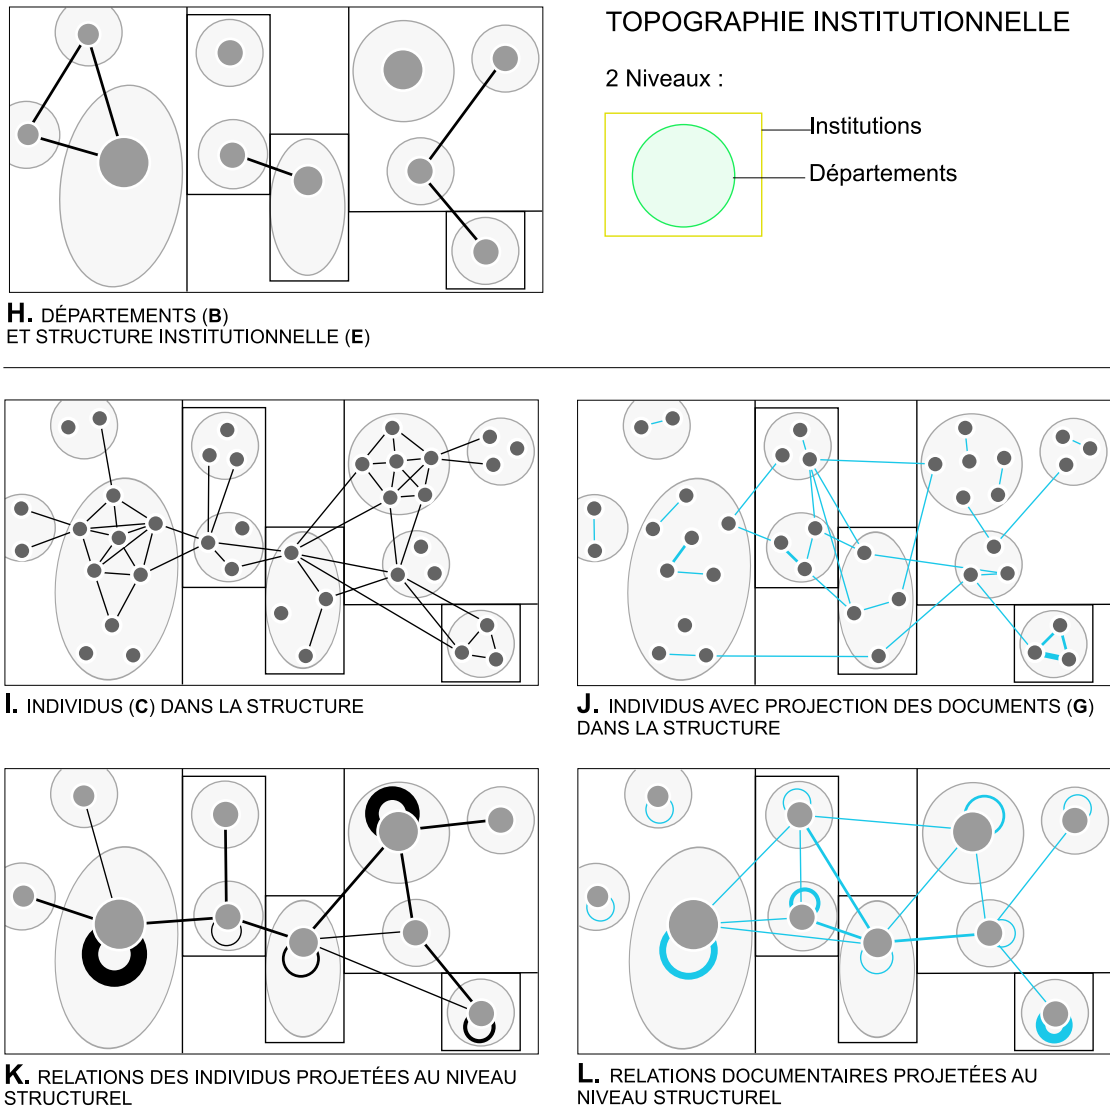 TOPOGRAPHIE INSTITUTIONNELLE
2 Niveaux :
Institutions
Départements
H. DÉPARTEMENTS (B)
ET STRUCTURE INSTITUTIONNELLE (E)
I. INDIVIDUS (C) DANS LA STRUCTURE
J. INDIVIDUS AVEC PROJECTION DES DOCUMENTS (G)
DANS LA STRUCTURE
K. RELATIONS DES INDIVIDUS PROJETÉES AU NIVEAU
STRUCTUREL
L. RELATIONS DOCUMENTAIRES PROJETÉES AU
NIVEAU STRUCTUREL